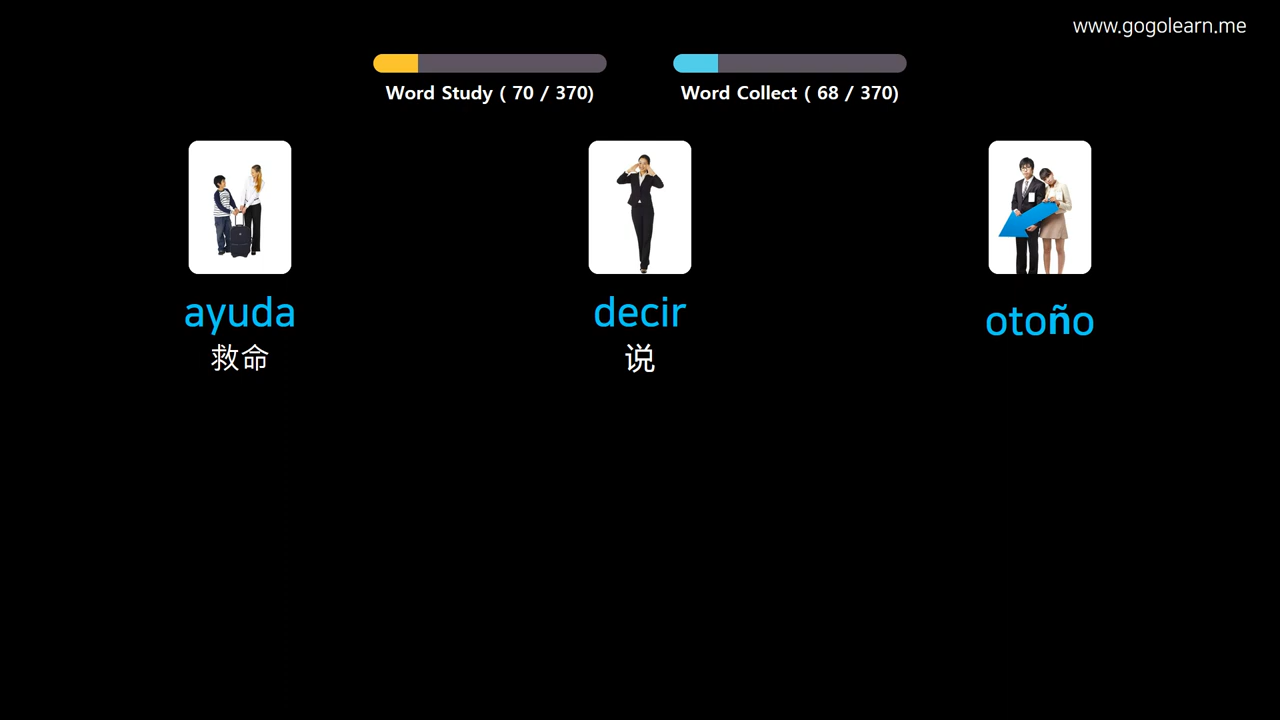 www.gogolearn.me
Word Study ( 70 / 370)
Word Collect ( 68 / 370)
ayuda
救命
decir
说
otoño